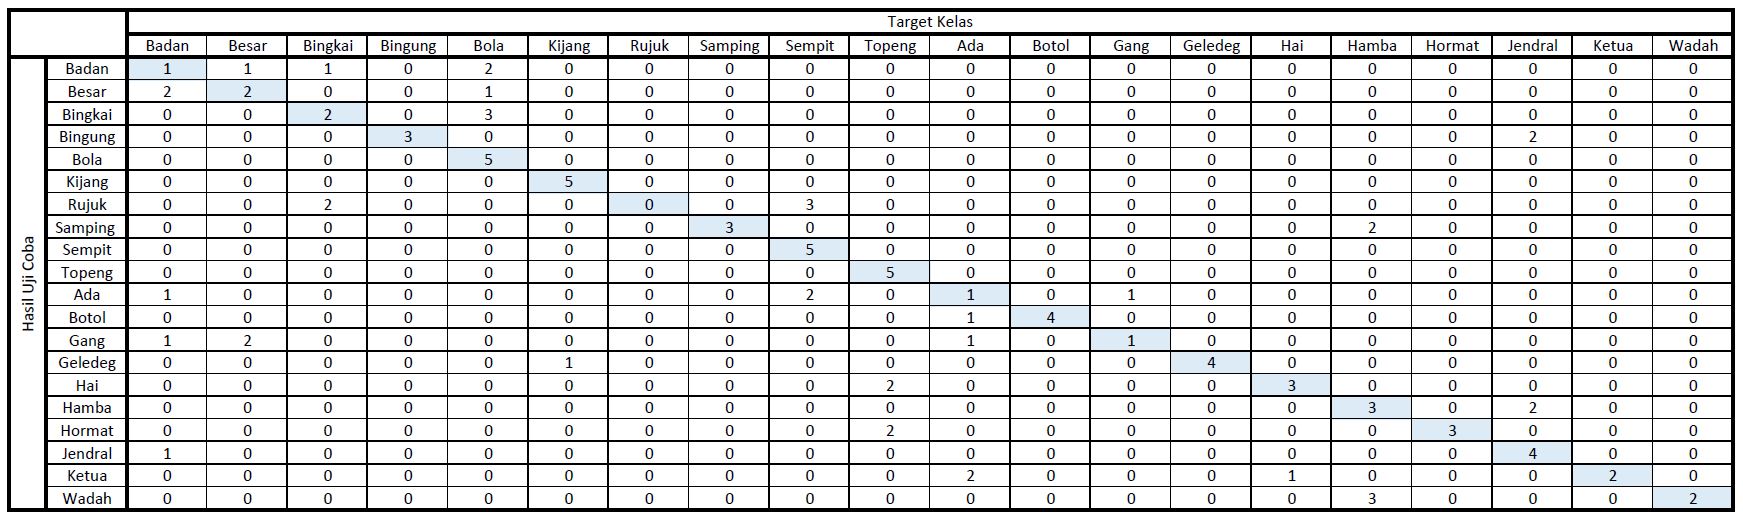 Target Kelas
Badan Besar Bingkai Bingung Bola Kijang Rujuk Samping Sempit Topeng Ada Botol Gang Geledeg Hai Hamba Hormat Jendral Ketua Wadah
Hasil Uji Coba
Badan 1 1 1 0 2 0 0 0 0 0 0 0 0 0 0 0 0 0 0 0
Besar 2 2 0 0 1 0 0 0 0 0 0 0 0 0 0 0 0 0 0 0
Bingkai 0 0 2 0 3 0 0 0 0 0 0 0 0 0 0 0 0 0 0 0
Bingung 0 0 0 3 0 0 0 0 0 0 0 0 0 0 0 0 0 2 0 0
Bola 0 0 0 0 5 0 0 0 0 0 0 0 0 0 0 0 0 0 0 0
Kijang 0 0 0 0 0 5 0 0 0 0 0 0 0 0 0 0 0 0 0 0
Rujuk 0 0 2 0 0 0 0 0 3 0 0 0 0 0 0 0 0 0 0 0
Samping 0 0 0 0 0 0 0 3 0 0 0 0 0 0 0 2 0 0 0 0
Sempit 0 0 0 0 0 0 0 0 5 0 0 0 0 0 0 0 0 0 0 0
Topeng 0 0 0 0 0 0 0 0 0 5 0 0 0 0 0 0 0 0 0 0
Ada 1 0 0 0 0 0 0 0 2 0 1 0 1 0 0 0 0 0 0 0
Botol 0 0 0 0 0 0 0 0 0 0 1 4 0 0 0 0 0 0 0 0
Gang 1 2 0 0 0 0 0 0 0 0 1 0 1 0 0 0 0 0 0 0
Geledeg 0 0 0 0 0 1 0 0 0 0 0 0 0 4 0 0 0 0 0 0
Hai 0 0 0 0 0 0 0 0 0 2 0 0 0 0 3 0 0 0 0 0
Hamba 0 0 0 0 0 0 0 0 0 0 0 0 0 0 0 3 0 2 0 0
Hormat 0 0 0 0 0 0 0 0 0 2 0 0 0 0 0 0 3 0 0 0
Jendral 1 0 0 0 0 0 0 0 0 0 0 0 0 0 0 0 0 4 0 0
Ketua 0 0 0 0 0 0 0 0 0 0 2 0 0 0 1 0 0 0 2 0
Wadah 0 0 0 0 0 0 0 0 0 0 0 0 0 0 0 3 0 0 0 2